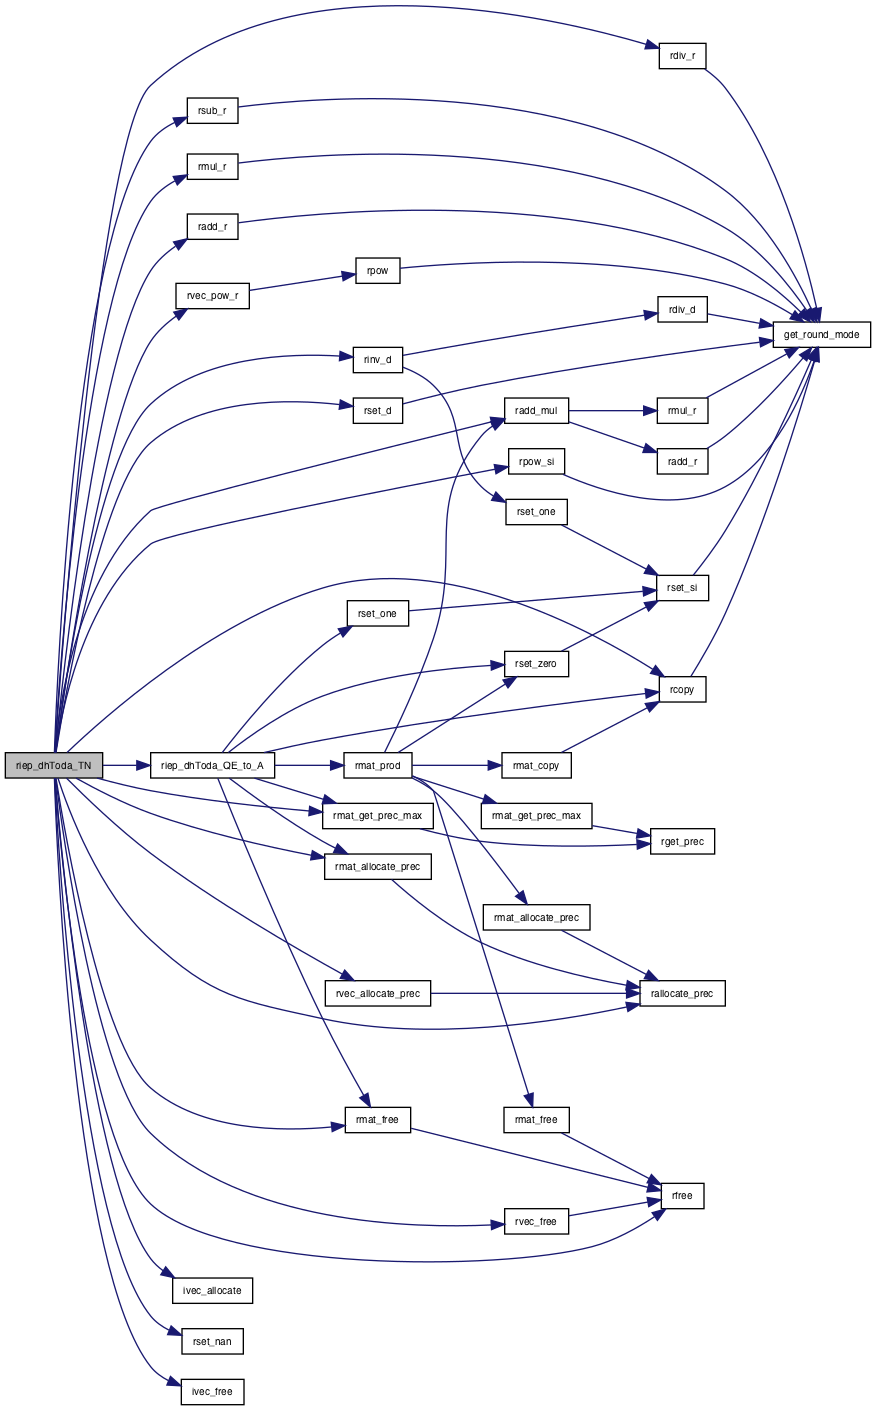 rdiv_r
rsub_r
rmul_r
radd_r
rpow
rvec_pow_r
rdiv_d
get_round_mode
rinv_d
rset_d
radd_mul
rmul_r
radd_r
rpow_si
rset_one
rset_si
rset_one
rset_zero
rcopy
riep_dhToda_TN
riep_dhToda_QE_to_A
rmat_prod
rmat_copy
rmat_get_prec_max
rmat_get_prec_max
rget_prec
rmat_allocate_prec
rmat_allocate_prec
rvec_allocate_prec
rallocate_prec
rmat_free
rmat_free
rfree
rvec_free
ivec_allocate
rset_nan
ivec_free